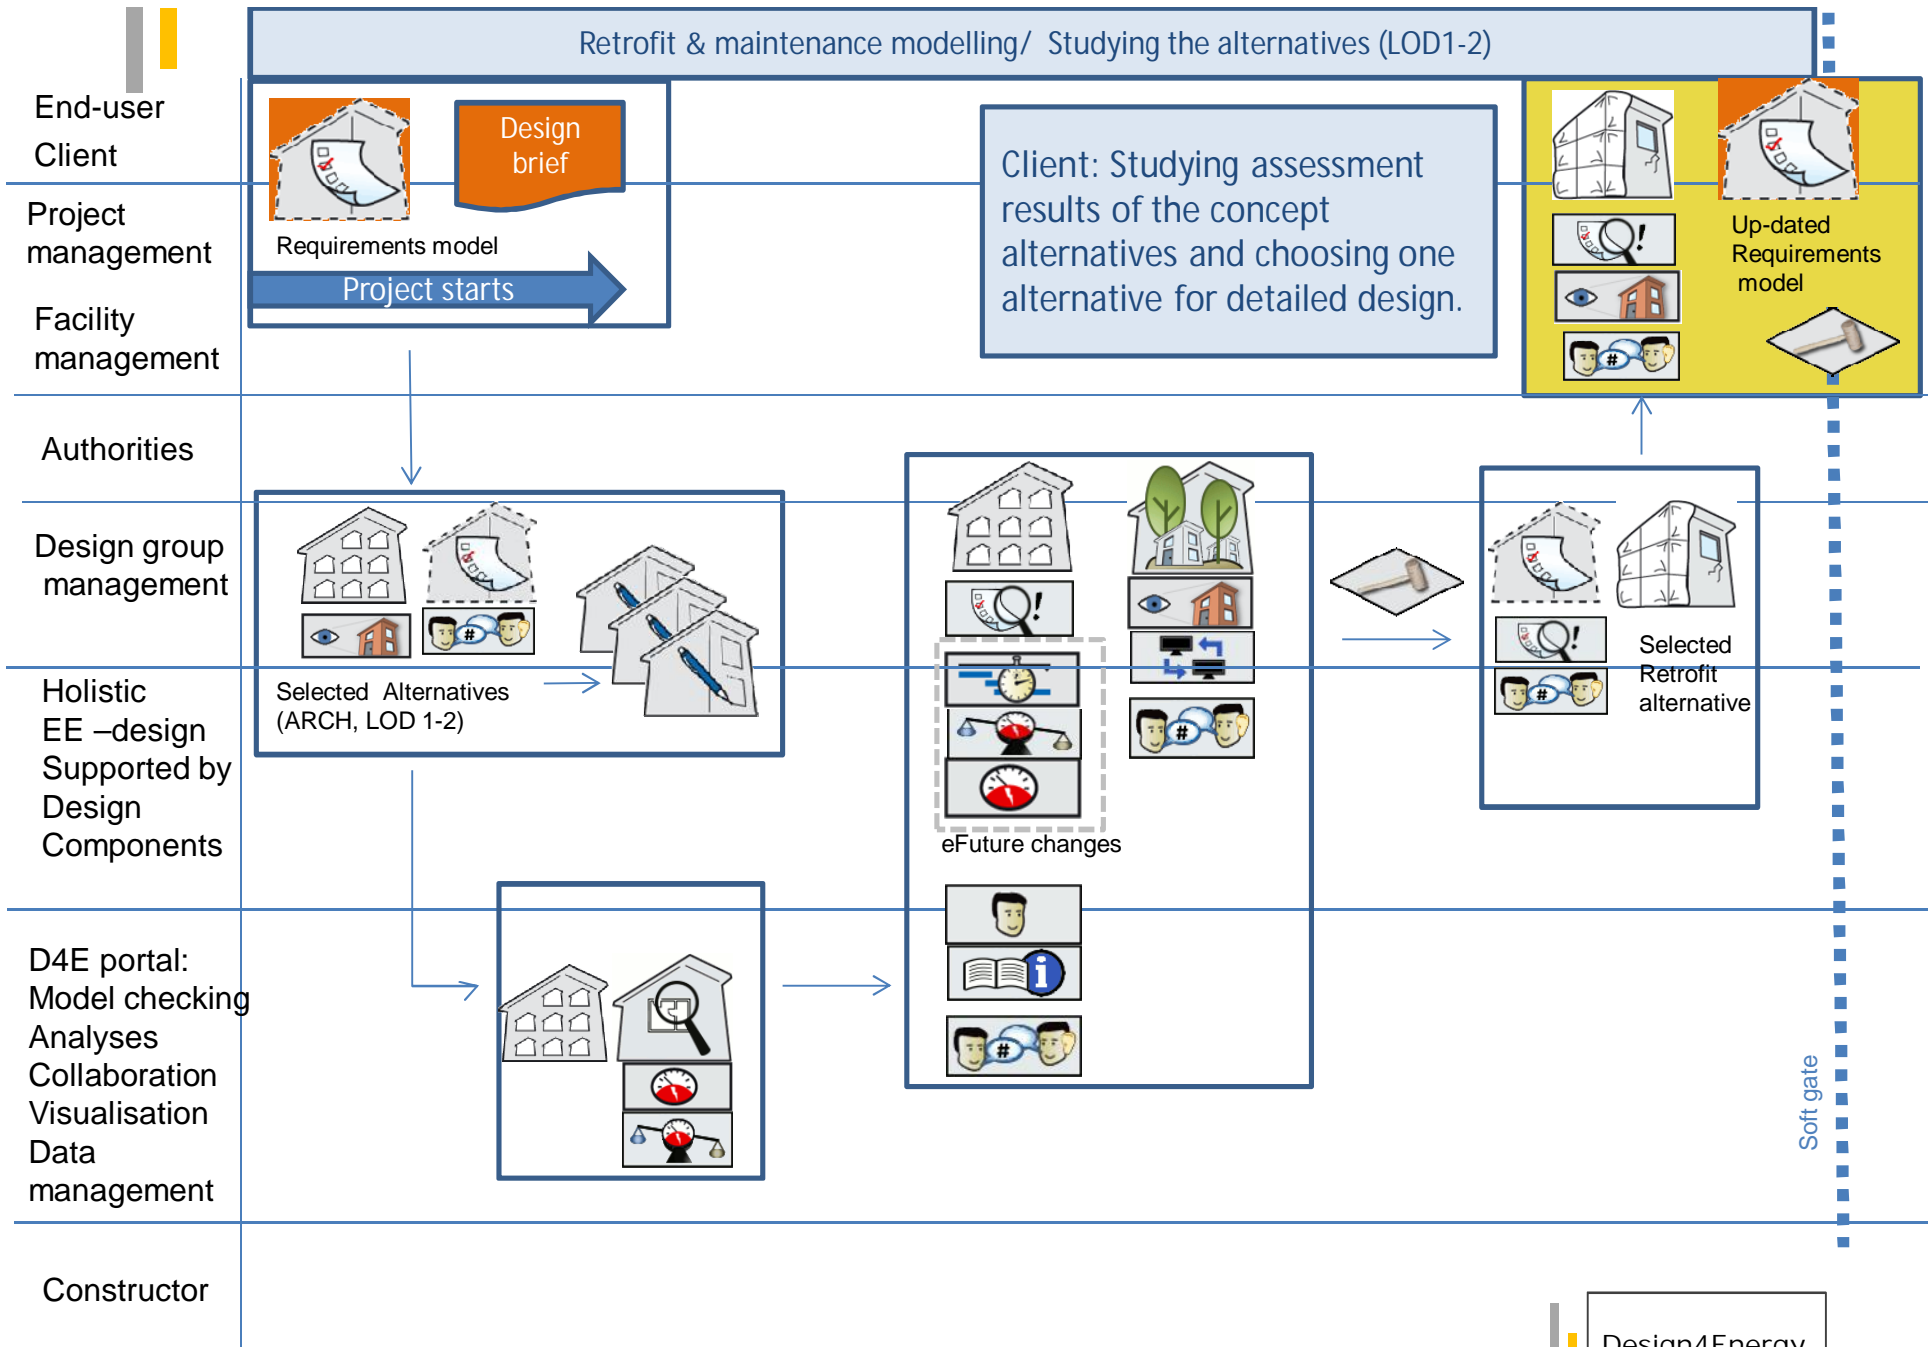 Retrofit & maintenance modelling/ Studying the alternatives (LOD1-2)
End-user
Client
Design
brief
Requirements model
Project starts
Client: Studying assessment
results of the concept
alternatives and choosing one
alternative for detailed design.
Up-dated
Requirements
model
#
Project
management
Facility
management
Authorities
Design group
management
#
Selected Alternatives
(ARCH, LOD 1-2)
!
#
eFuture changes
i
#
!
#
Selected
Retrofit
alternative
!
Holistic
EE –design
Supported by
Design
Components
D4E portal:
Model checking
Analyses
Collaboration
Visualisation
Data
management
Soft gate
Constructor
Design4Energy